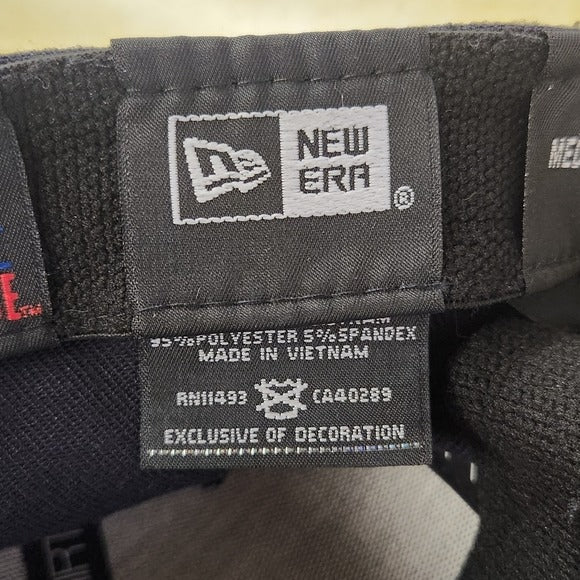 NEW
ERA
®
95%POLYESTER 5%SPANDEX
MADE IN VIETNAM
RN11493 CA40289
EXCLUSIVE OF DECORATION